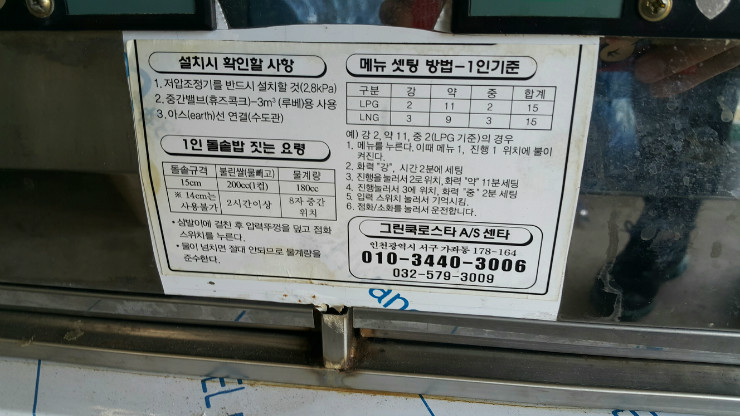 설치시 확인할 사항
1. 저압조정기를 반드시 설치할 것(2.8kPa)
2. 중간밸브(휴즈콕크)-3m³ (루베)용 사용
3. 아스(earth)선 연결(수도관)
1인 돌솥밥 짓는 요령
돌솥규격 불린쌀(물빼고) 물계량
15cm 200cc(1컵) 180cc
※ 14cm는 사용불가 2시간이상 8자 중간 위치
• 삼발이에 걸친 후 압력뚜껑을 덮고 점화
스위치를 누른다.
• 물이 넘치면 절대 안되므로 물계량을
준수한다.
메뉴 셋팅 방법-1인기준
구분 강 약 중 합계
LPG 2 11 2 15
LNG 3 9 3 15
예) 강 2, 약 11, 중 2(LPG 기준)의 경우
1. 메뉴를 누른다. 이때 메뉴 1, 진행 1 위치에 불이
켜진다.
2. 화력 "강", 시간 2분에 세팅
3. 진행을 눌러서 2로 위치, 화력 "약" 11분 세팅
4. 진행눌러서 3에 위치, 화력 "중" 2분 세팅
5. 입력 스위치 눌러서 기억시킴.
6. 점화/소화를 눌러서 운전합니다.
그린쿡로스타 A/S 센타
인천광역시 서구 가좌동 178-164
010-3440-3006
032-579-3009